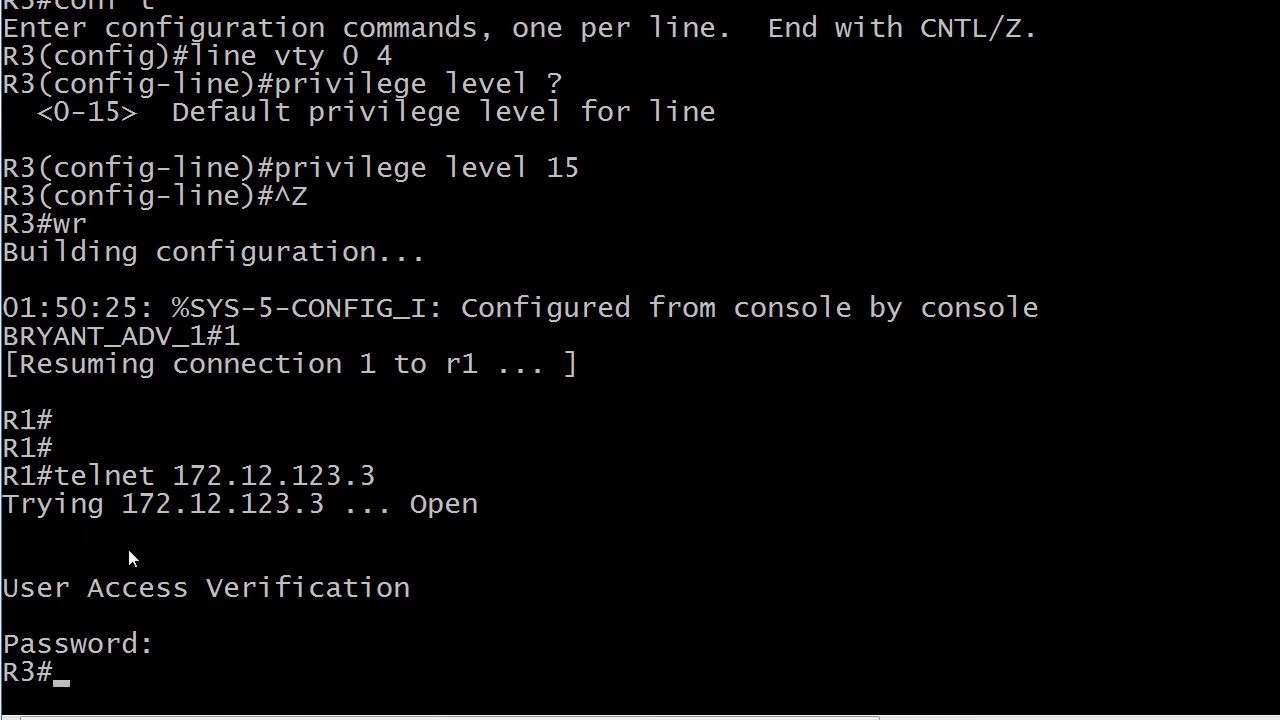 R3#conf t
Enter configuration commands, one per line.  End with CNTL/Z.
R3(config)#line vty 0 4
R3(config-line)#privilege level ?
  <0-15>  Default privilege level for line
R3(config-line)#privilege level 15
R3(config-line)#^Z
R3#wr
Building configuration...
01:50:25: %SYS-5-CONFIG_I: Configured from console by console
BRYANT_ADV_1#1
[Resuming connection 1 to r1 ... ]
R1#
R1#
R1#telnet 172.12.123.3
Trying 172.12.123.3 ... Open
User Access Verification
Password:
R3#